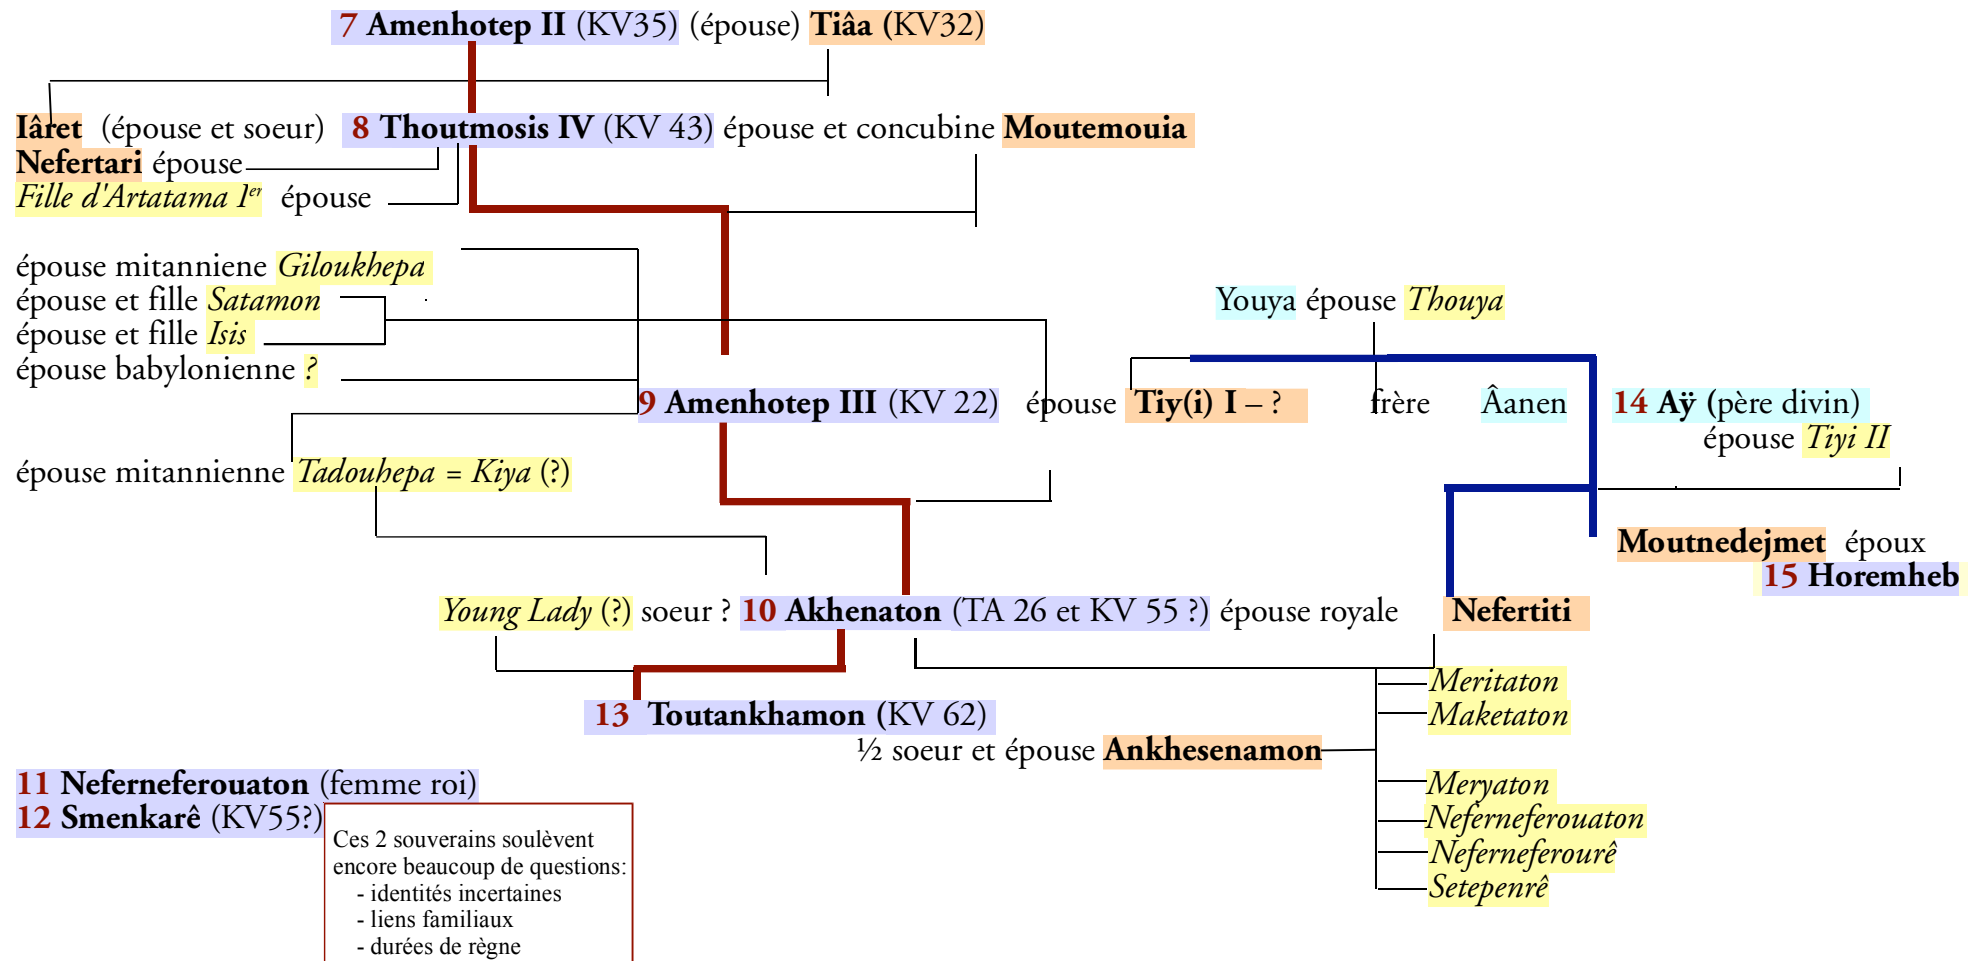 7 Amenhotep II (KV35) (épouse) Tiâa (KV32)
Iâret (épouse et soeur) 8 Thoutmosis IV (KV 43) épouse et concubine Moutemouia
Nefertari épouse
Fille d'Artatama Ier épouse
épouse mitanniene Giloukhepa
épouse et fille Satamon
Youya épouse Thouya
épouse et fille Isis
épouse babylonienne ?
9 Amenhotep III (KV 22) épouse Tiy(i) I – ? frère Âanen 14 Aÿ (père divin)
épouse Tiyi II
épouse mitannienne Tadouhepa = Kiya (?)
Moutnedejmet époux
15 Horemheb
Young Lady (?) soeur ? 10 Akhenaton (TA 26 et KV 55 ?) épouse royale Nefertiti
Meritaton
13 Toutankhamon (KV 62)
Maketaton
½ soeur et épouse Ankhesenamon
11 Neferneferouaton (femme roi)
Meryaton
12 Smenkarê (KV55?)
Neferneferouaton
Neferneferourê
Setepenrê
Ces 2 souverains soulèvent
encore beaucoup de questions:
- identités incertaines
- liens familiaux
- durées de règne